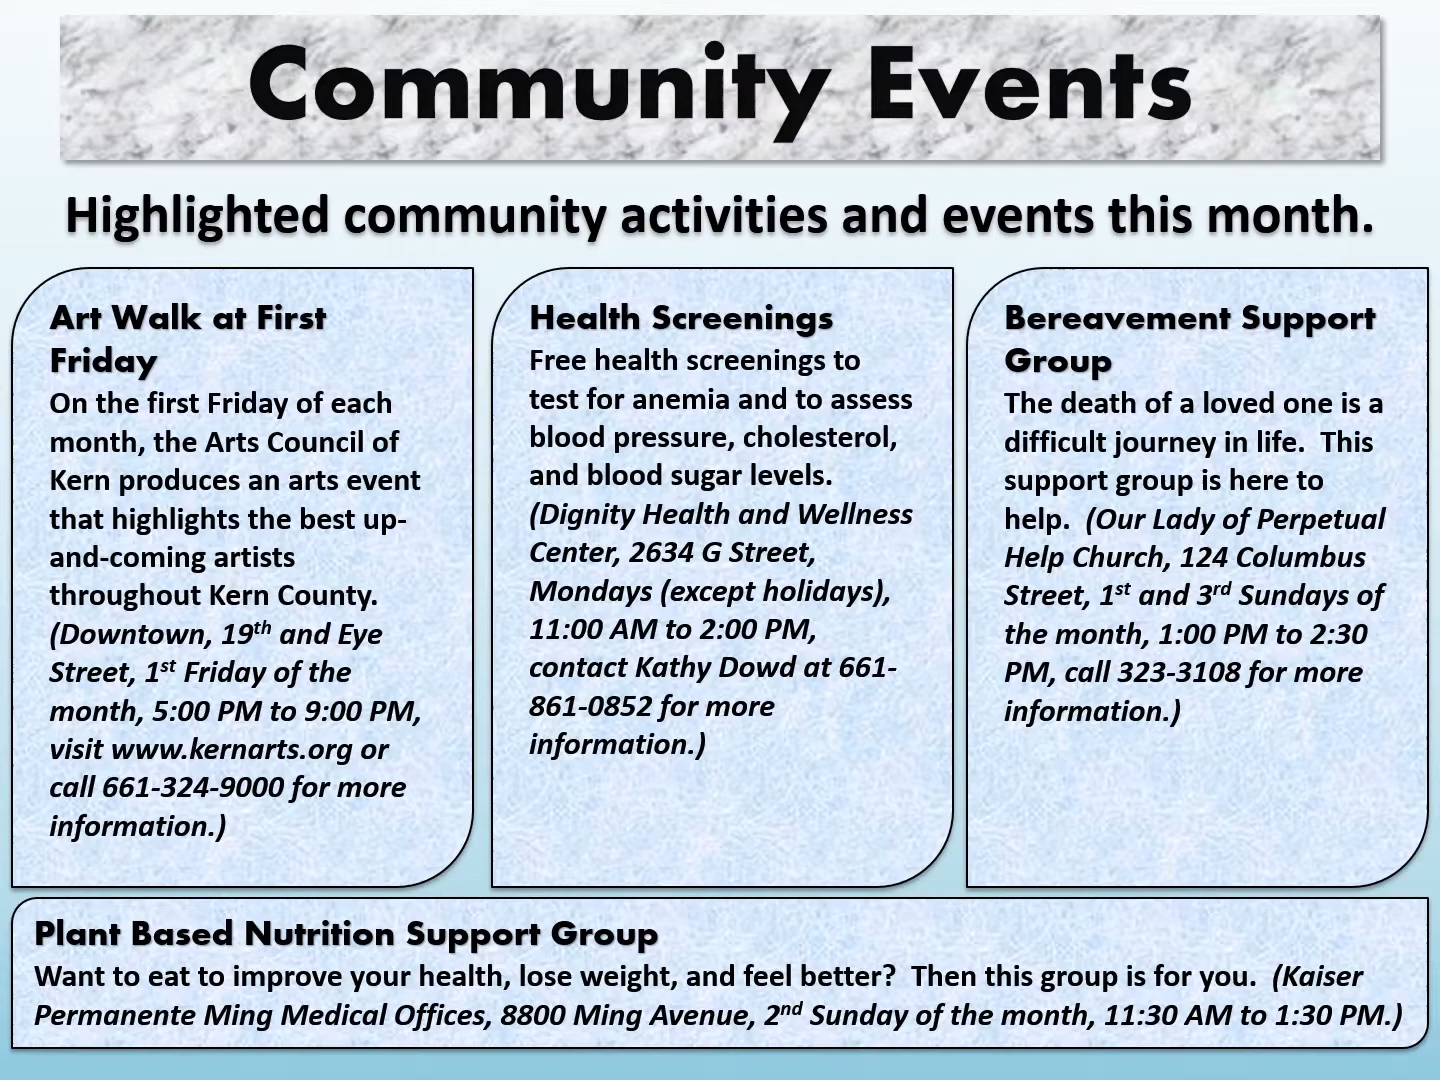 Community Events
Highlighted community activities and events this month.
Art Walk at First
Friday
On the first Friday of each
month, the Arts Council of
Kern produces an arts event
that highlights the best up-
and-coming artists
throughout Kern County.
(Downtown, 19th and Eye
Street, 1st Friday of the
month, 5:00 PM to 9:00 PM,
visit www.kernarts.org or
call 661-324-9000 for more
information.)
Health Screenings
Free health screenings to
test for anemia and to assess
blood pressure, cholesterol,
and blood sugar levels.
(Dignity Health and Wellness
Center, 2634 G Street,
Mondays (except holidays),
11:00 AM to 2:00 PM,
contact Kathy Dowd at 661-
861-0852 for more
information.)
Bereavement Support
Group
The death of a loved one is a
difficult journey in life.  This
support group is here to
help.  (Our Lady of Perpetual
Help Church, 124 Columbus
Street, 1st and 3rd Sundays of
the month, 1:00 PM to 2:30
PM, call 323-3108 for more
information.)
Plant Based Nutrition Support Group
Want to eat to improve your health, lose weight, and feel better?  Then this group is for you.  (Kaiser
Permanente Ming Medical Offices, 8800 Ming Avenue, 2nd Sunday of the month, 11:30 AM to 1:30 PM.)